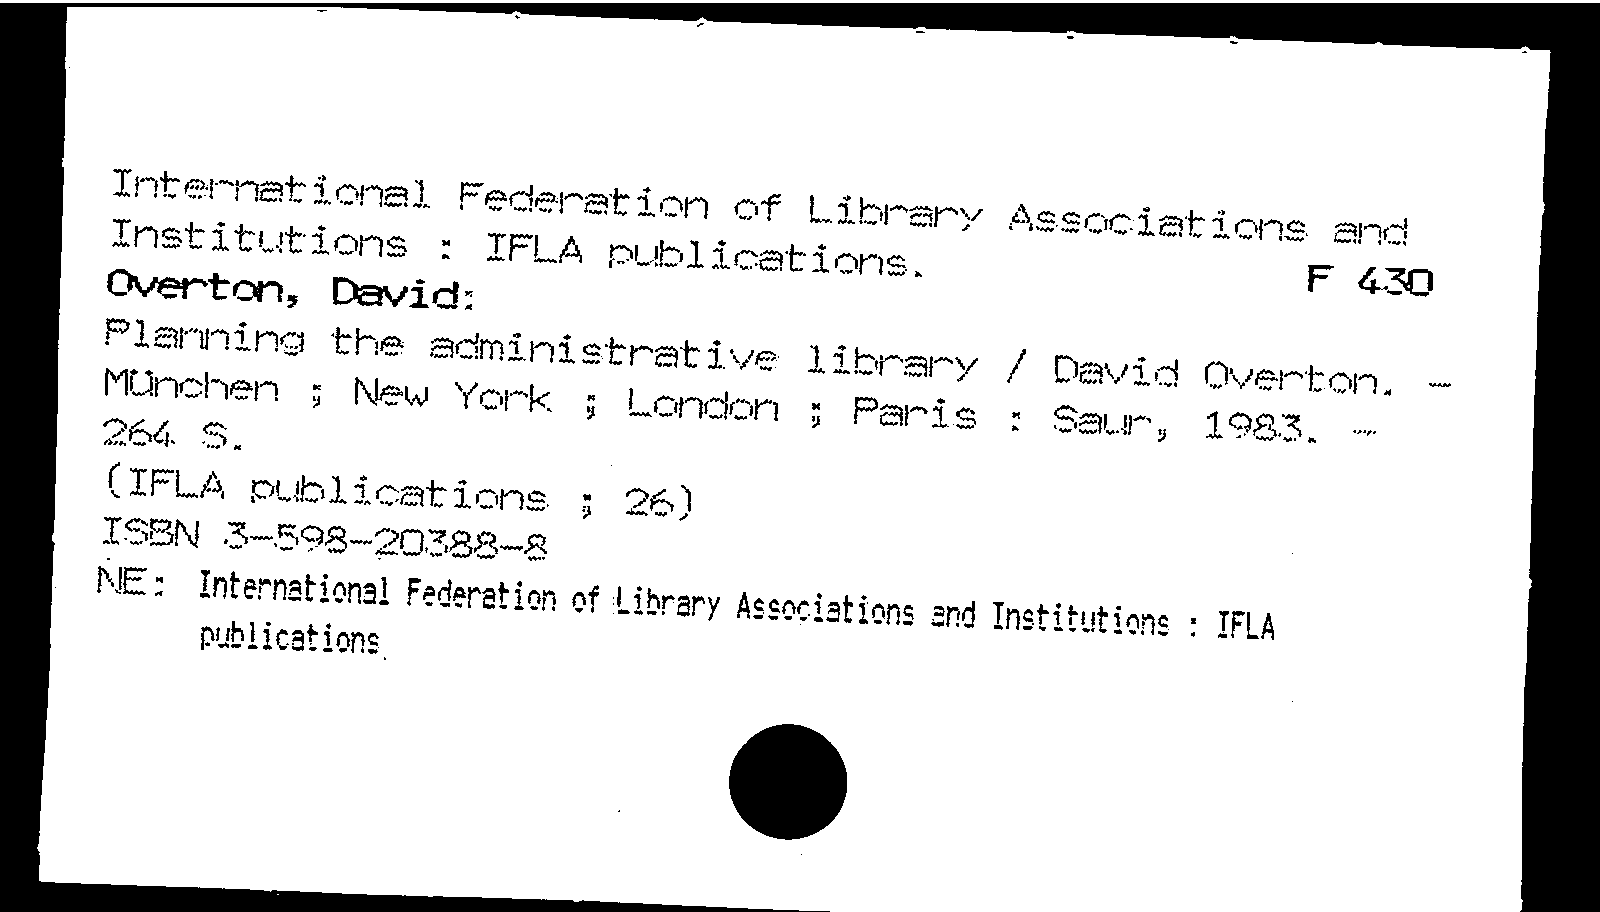 International Federation of Library Associations and
Institutions : IFLA publications.
F 430
Overton, David:
Planning the administrative library / David Overton. -
München ; New York ; London ; Paris : Saur, 1983. -
264 S.
(IFLA publications ; 26)
ISBN 3-598-20388-8
NE: International Federation of Library Associations and Institutions : IFLA
publications